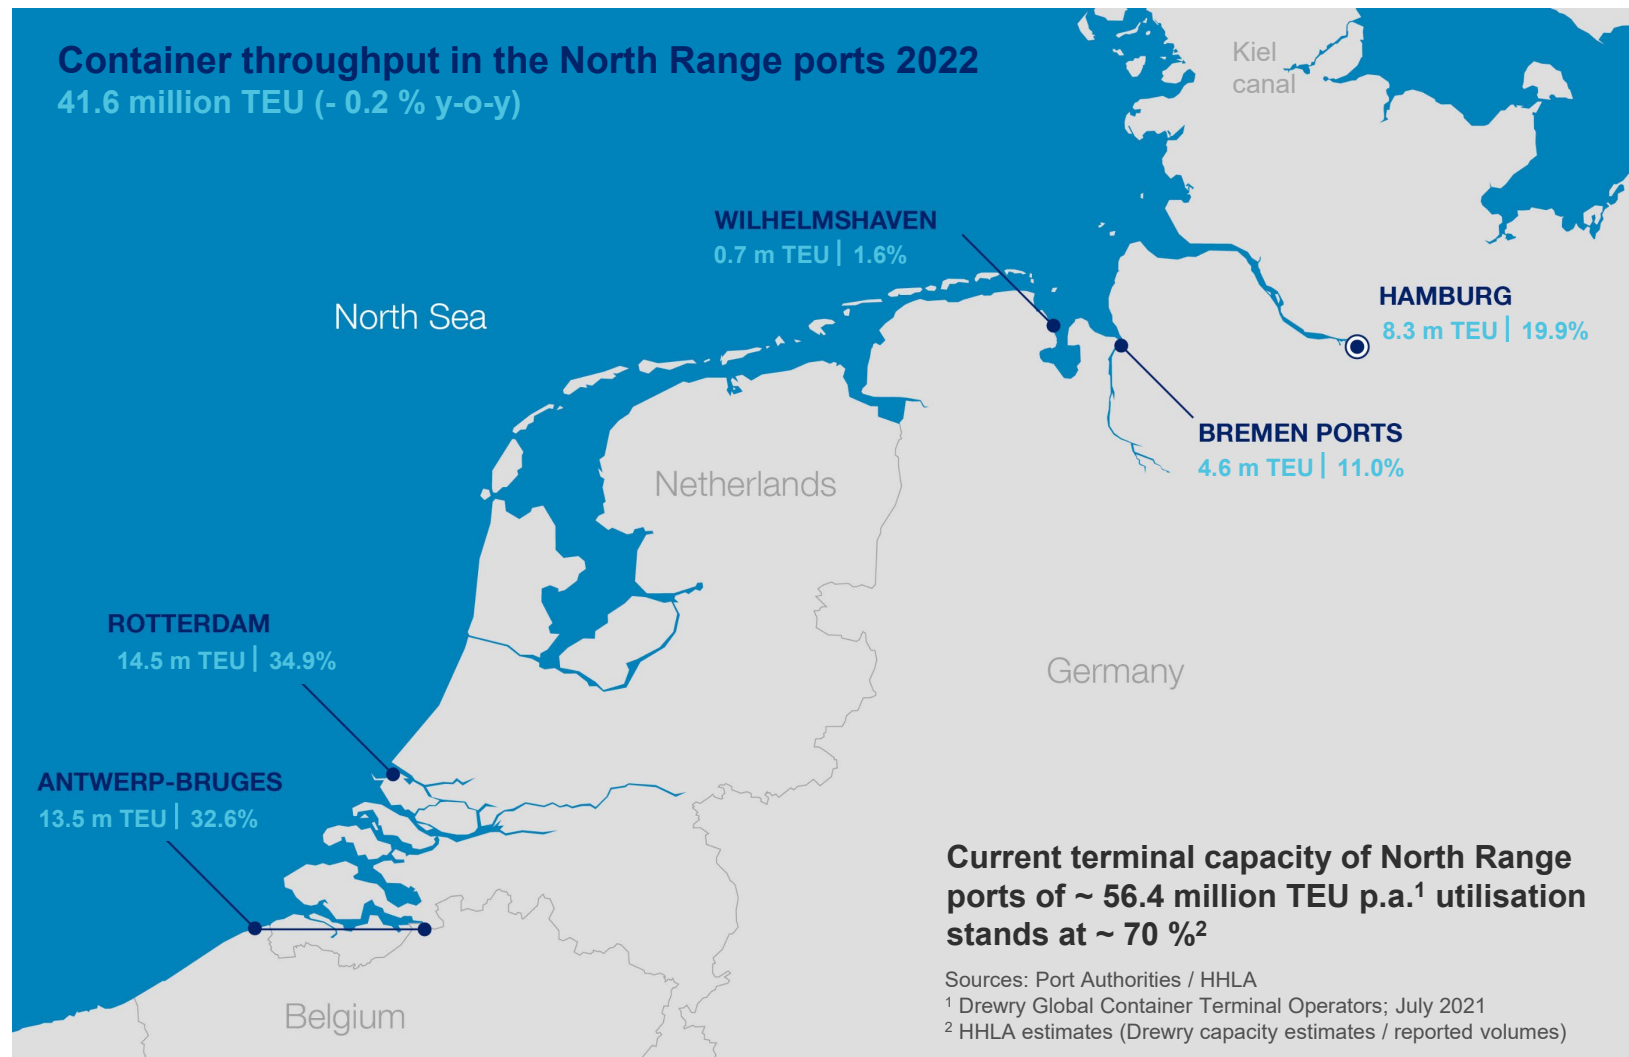 Container throughput in the North Range ports 2022
41.6 million TEU (- 0.2 % y-o-y)
Kiel
canal
WILHELMSHAVEN
0.7 m TEU | 1.6%
North Sea
HAMBURG
8.3 m TEU | 19.9%
BREMEN PORTS
4.6 m TEU | 11.0%
Netherlands
ROTTERDAM
14.5 m TEU | 34.9%
Germany
ANTWERP-BRUGES
13.5 m TEU | 32.6%
Belgium
Current terminal capacity of North Range
ports of ~ 56.4 million TEU p.a.¹ utilisation
stands at ~ 70 %²
Sources: Port Authorities / HHLA
¹ Drewry Global Container Terminal Operators; July 2021
² HHLA estimates (Drewry capacity estimates / reported volumes)